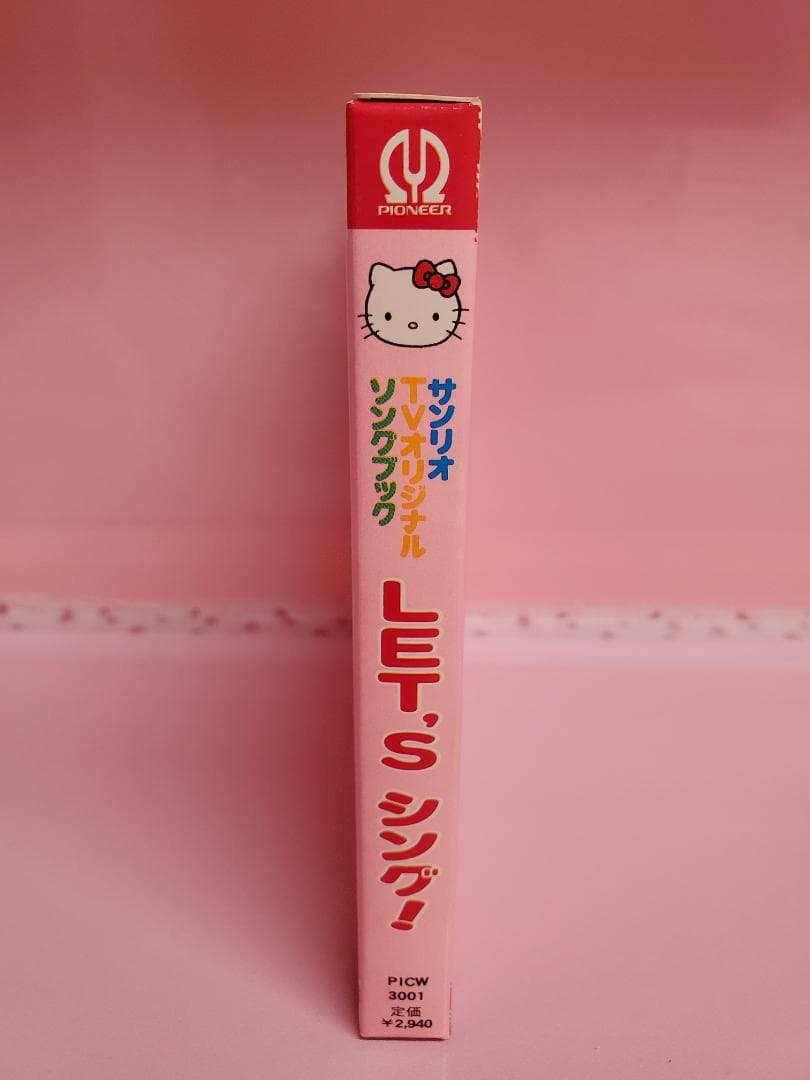 PIONEER
サンリオ
TVオリジナル
ソングブック
LET'S シング!
PICW
3001
定価
¥2,940